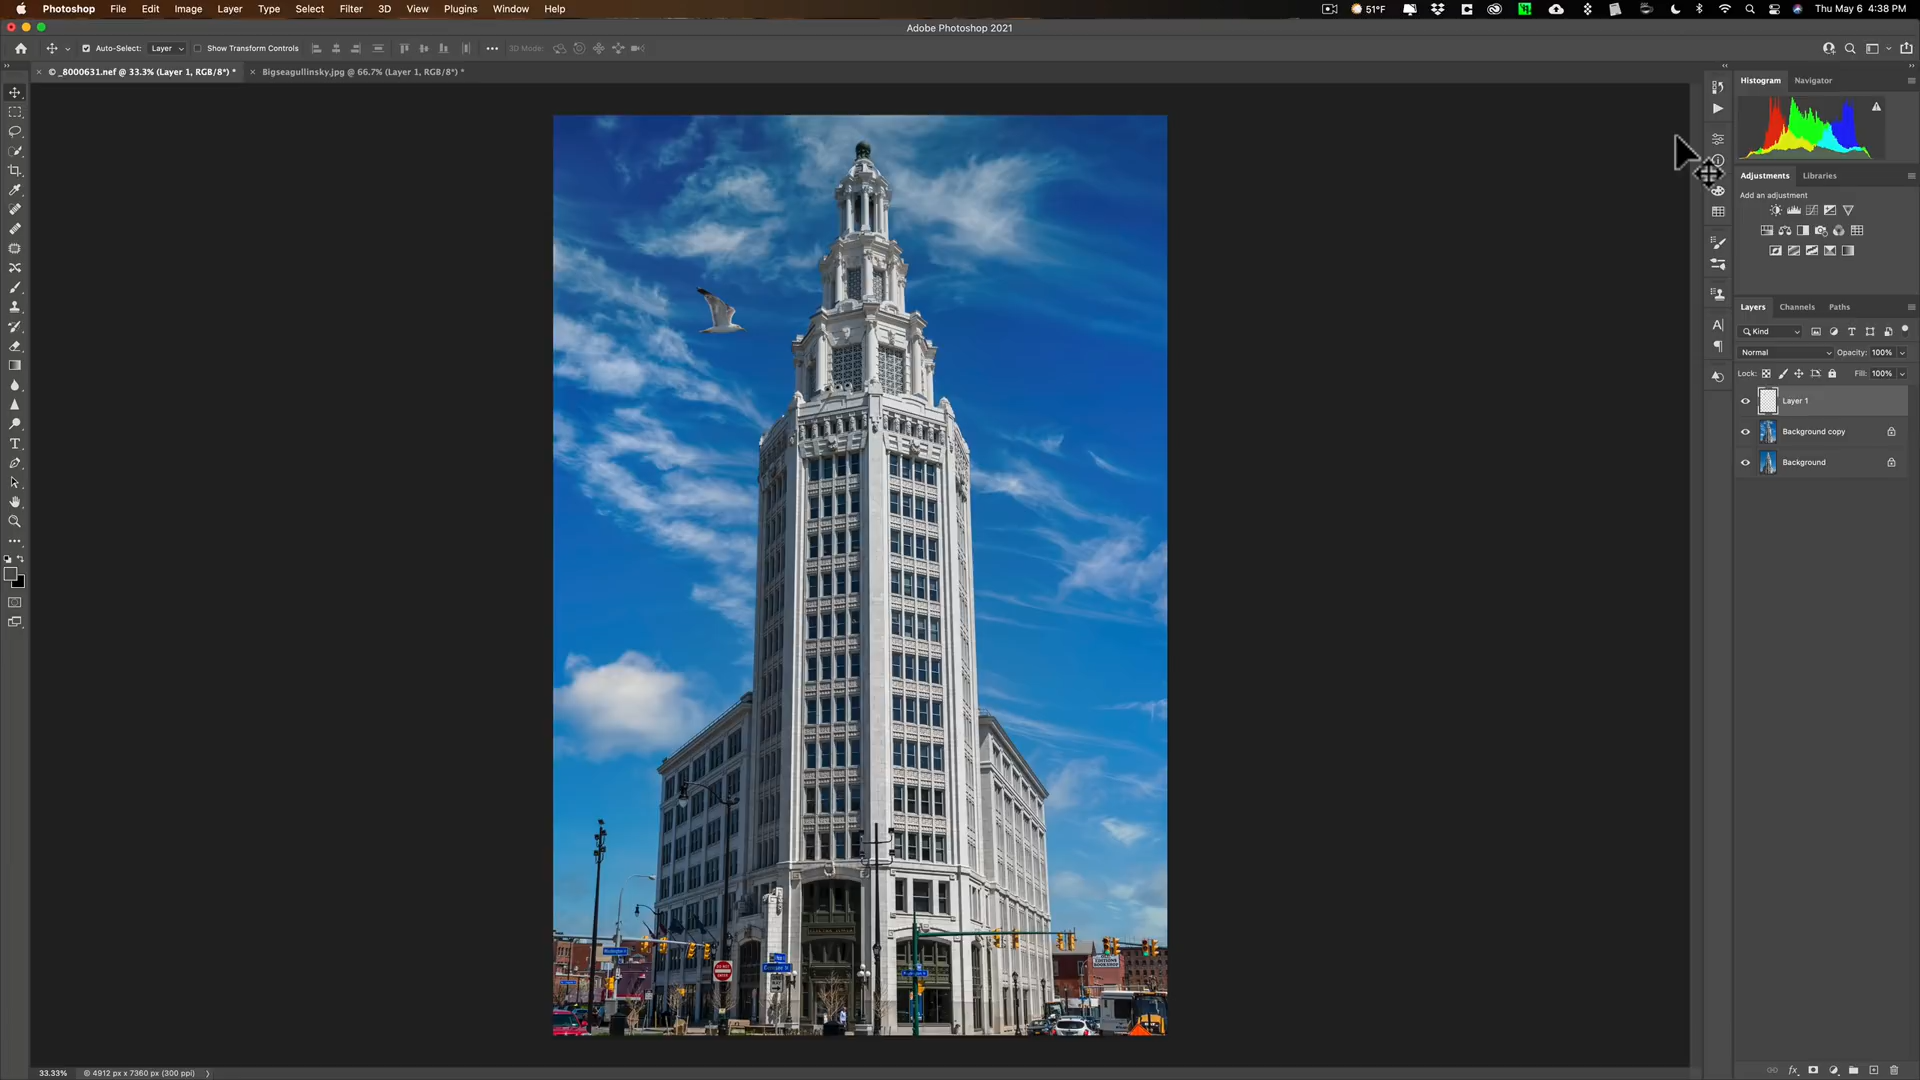 Photoshop File Edit Image Layer Type Select Filter 3D View Plugins Window Help 51°F Thu May 6 4:38 PM
Adobe Photoshop 2021
Auto-Select: Layer Show Transform Controls 3D Mode:
© _8000631.nef @ 33.3% (Layer 1, RGB/8*) * Bigseagullinsky.jpg @ 66.7% (Layer 1, RGB/8*) *
Histogram Navigator
Adjustments Libraries
Add an adjustment
Layers Channels Paths
Kind
Normal Opacity: 100%
Lock: Fill: 100%
Layer 1
Background copy
Background
DO NOT ENTER
33.33% 4912 px x 7360 px (300 ppi)